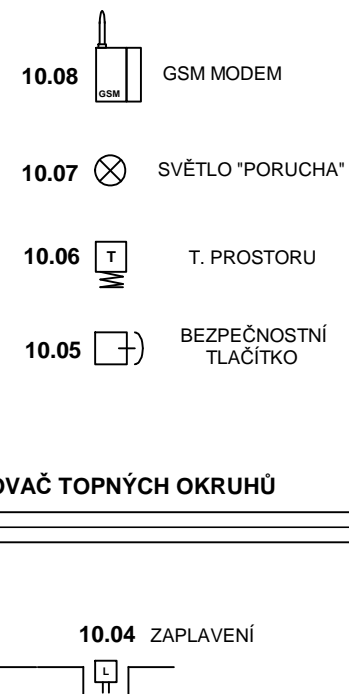 10.08 GSM GSM MODEM
10.07 SVĚTLO "PORUCHA"
10.06 T T. PROSTORU
10.05 BEZPEČNOSTNÍ
TLAČÍTKO
OVAČ TOPNÝCH OKRUHŮ
10.04 ZAPLAVENÍ
L